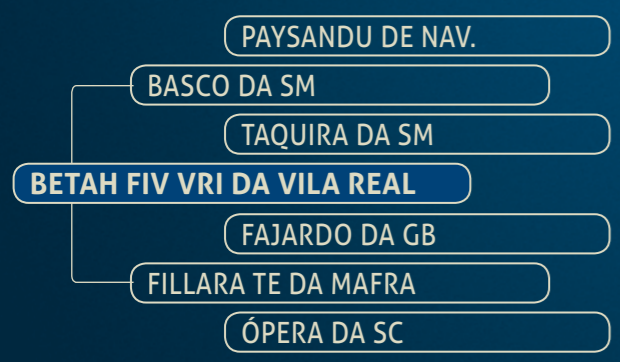 PAYSANDU DE NAV.
BASCO DA SM
TAQUIRA DA SM
BETAH FIV VRI DA VILA REAL
FAJARDO DA GB
FILLARA TE DA MAFRA
ÓPERA DA SC